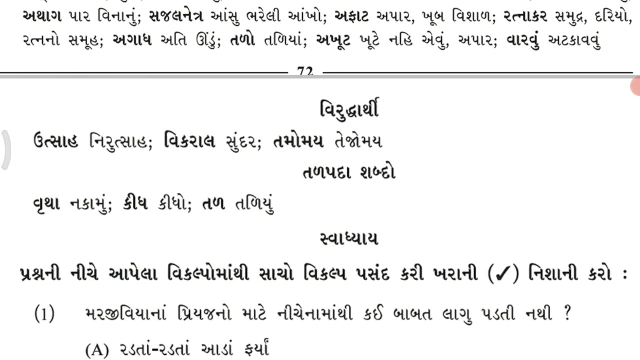 અથાગ પાર વિનાનું; સજલનેત્ર આંસુ ભરેલી આંખો; અફાટ અપાર, ખૂબ વિશાળ; રત્નાકર સમુદ્ર, દરિયો,
રત્નનો સમૂહ; અગાધ અતિ ઊંડું; તળો તળિયાં; અખૂટ ખૂટે નહિ એવું, અપાર; વારવું અટકાવવું
72
વિરુદ્ધાર્થી
ઉત્સાહ નિરુત્સાહ; વિકરાલ સુંદર; તમોમય તેજોમય
તળપદા શબ્દો
વૃથા નકામું; કીધ કીધો; તળ તળિયું
સ્વાધ્યાય
પ્રશ્નની નીચે આપેલા વિકલ્પોમાંથી સાચો વિકલ્પ પસંદ કરી ખરાની (✓) નિશાની કરો :
(1) મરજીવિયાનાં પ્રિયજનો માટે નીચેનામાંથી કઈ બાબત લાગુ પડતી નથી ?
(A) રડતાં-રડતાં આડાં ફર્યાં